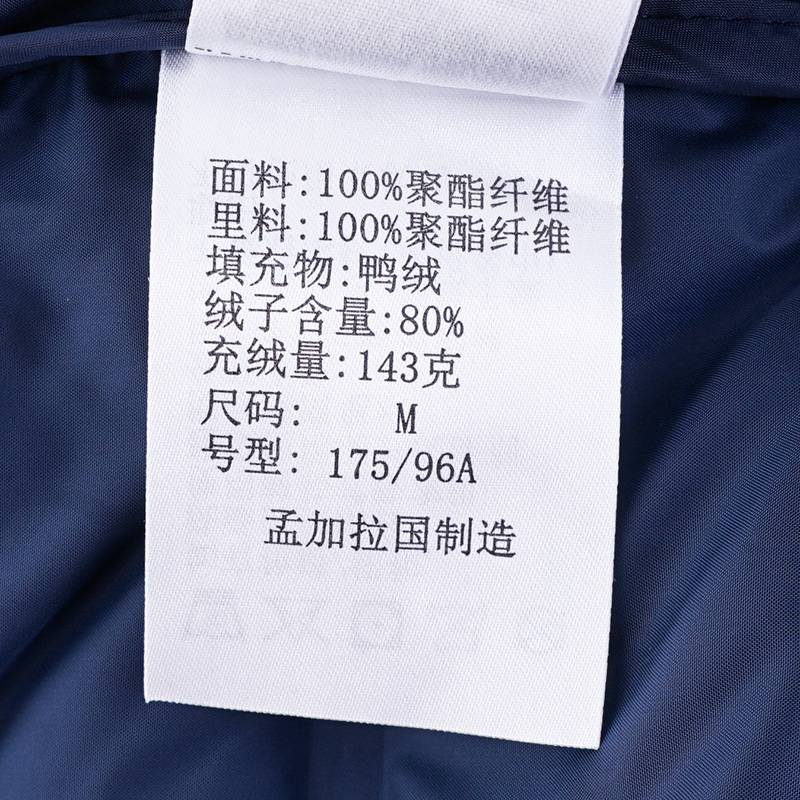 面料:100%聚酯纤维
里料:100%聚酯纤维
填充物:鸭绒
绒子含量:80%
充绒量:143克
尺码: M
号型: 175/96A
孟加拉国制造